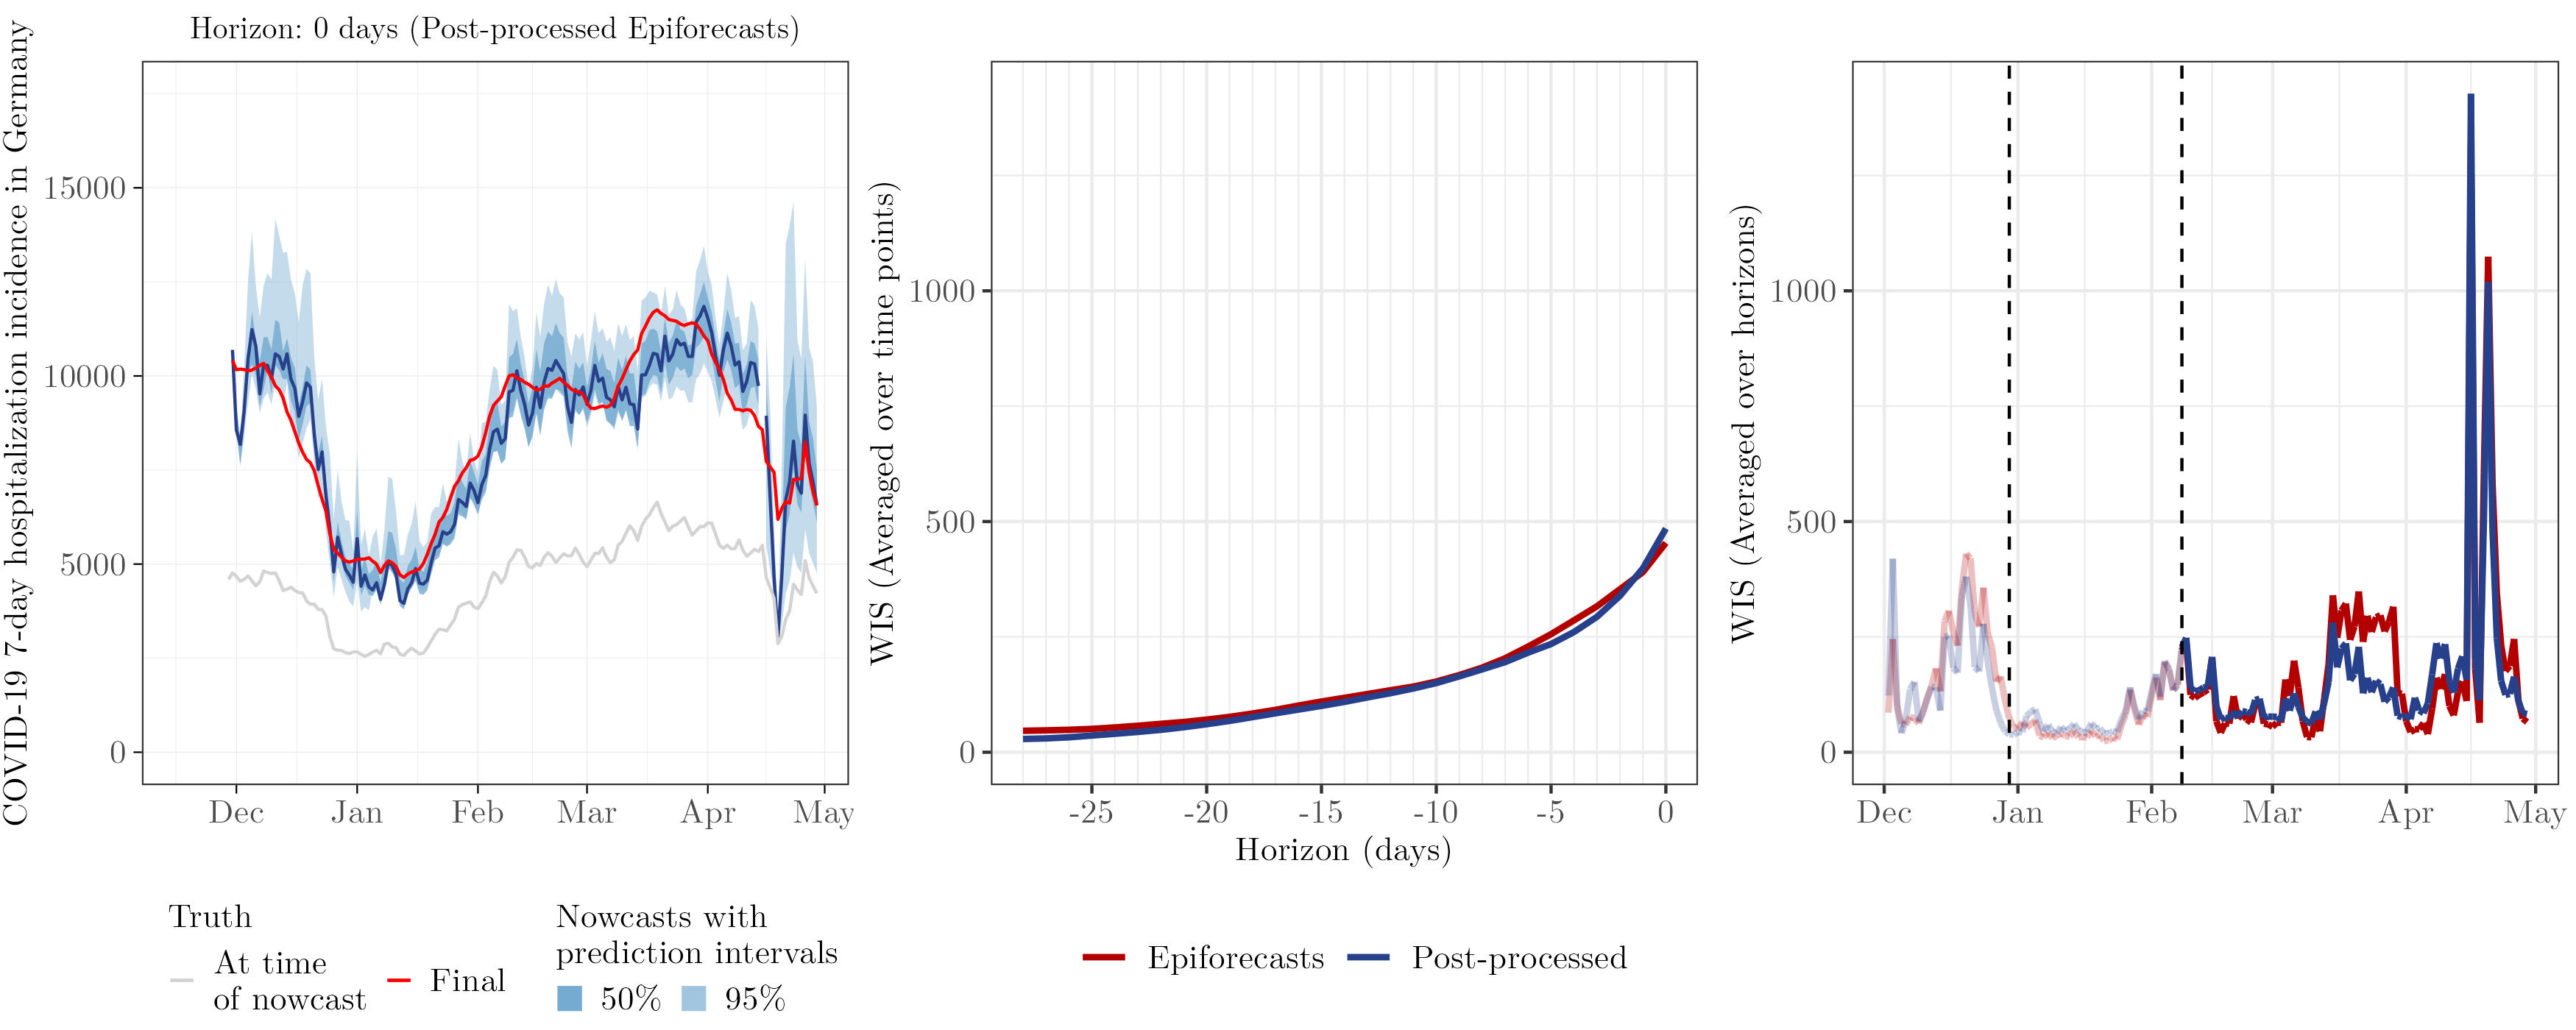 Horizon: 0 days (Post-processed Epiforecasts)
COVID-19 7-day hospitalization incidence in Germany
15000
10000
5000
0
Dec Jan Feb Mar Apr May
WIS (Averaged over time points)
1000
500
0
-25 -20 -15 -10 -5 0
Horizon (days)
WIS (Averaged over horizons)
1000
500
0
Dec Jan Feb Mar Apr May
Truth
At time
of nowcast
Final
Nowcasts with
prediction intervals
50% 95%
Epiforecasts Post-processed